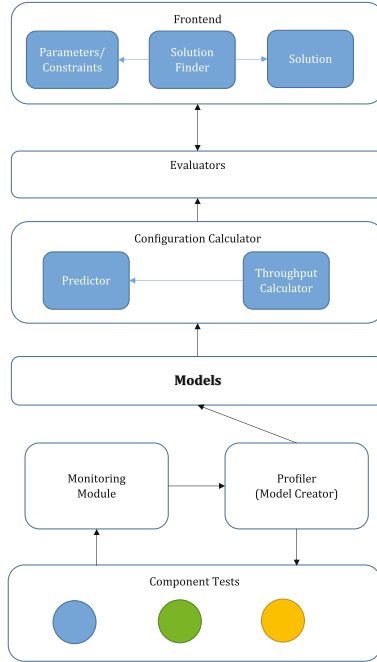 Frontend
Parameters/
Constraints
Solution
Finder
Solution
Evaluators
Configuration Calculator
Predictor
Throughput
Calculator
Models
Monitoring
Module
Profiler
(Model Creator)
Component Tests